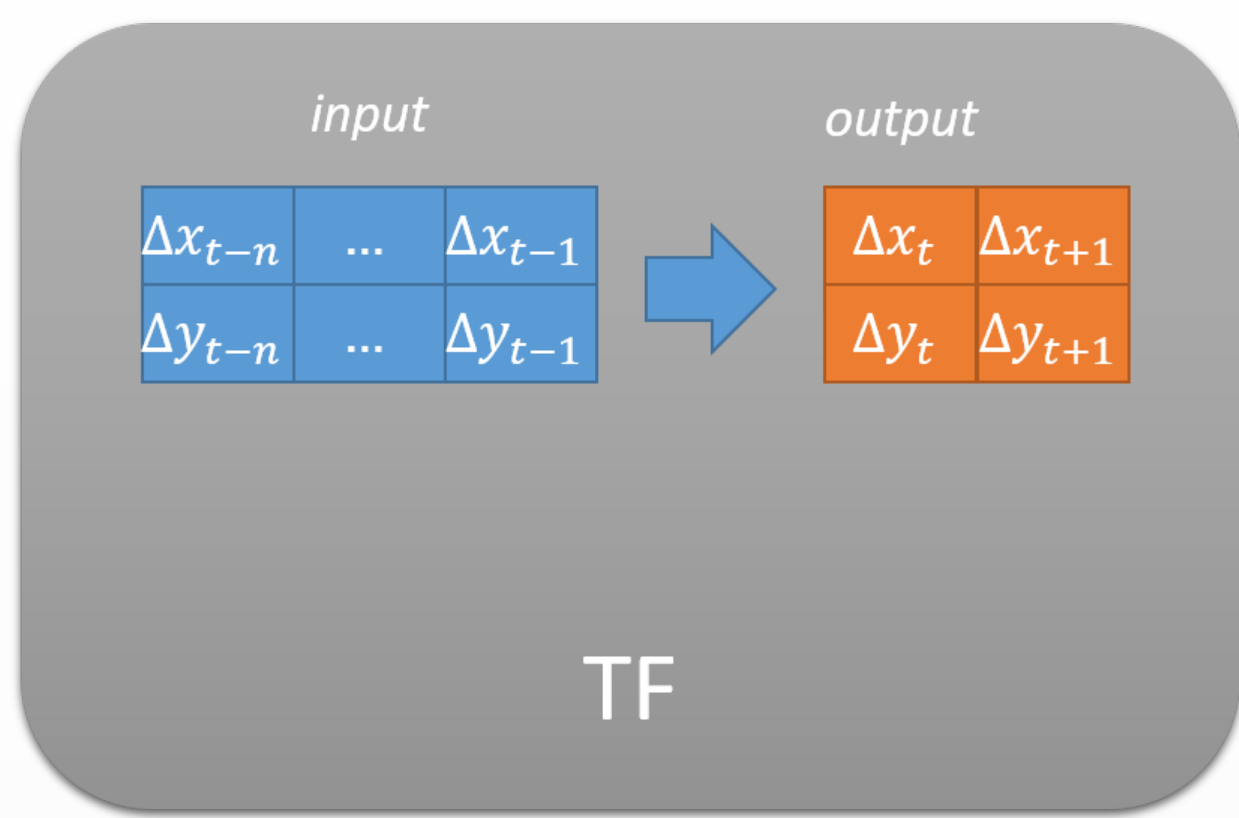 input output
Δx_{t−n} ... Δx_{t−1} Δx_t Δx_{t+1}
Δy_{t−n} ... Δy_{t−1} Δy_t Δy_{t+1}
TF